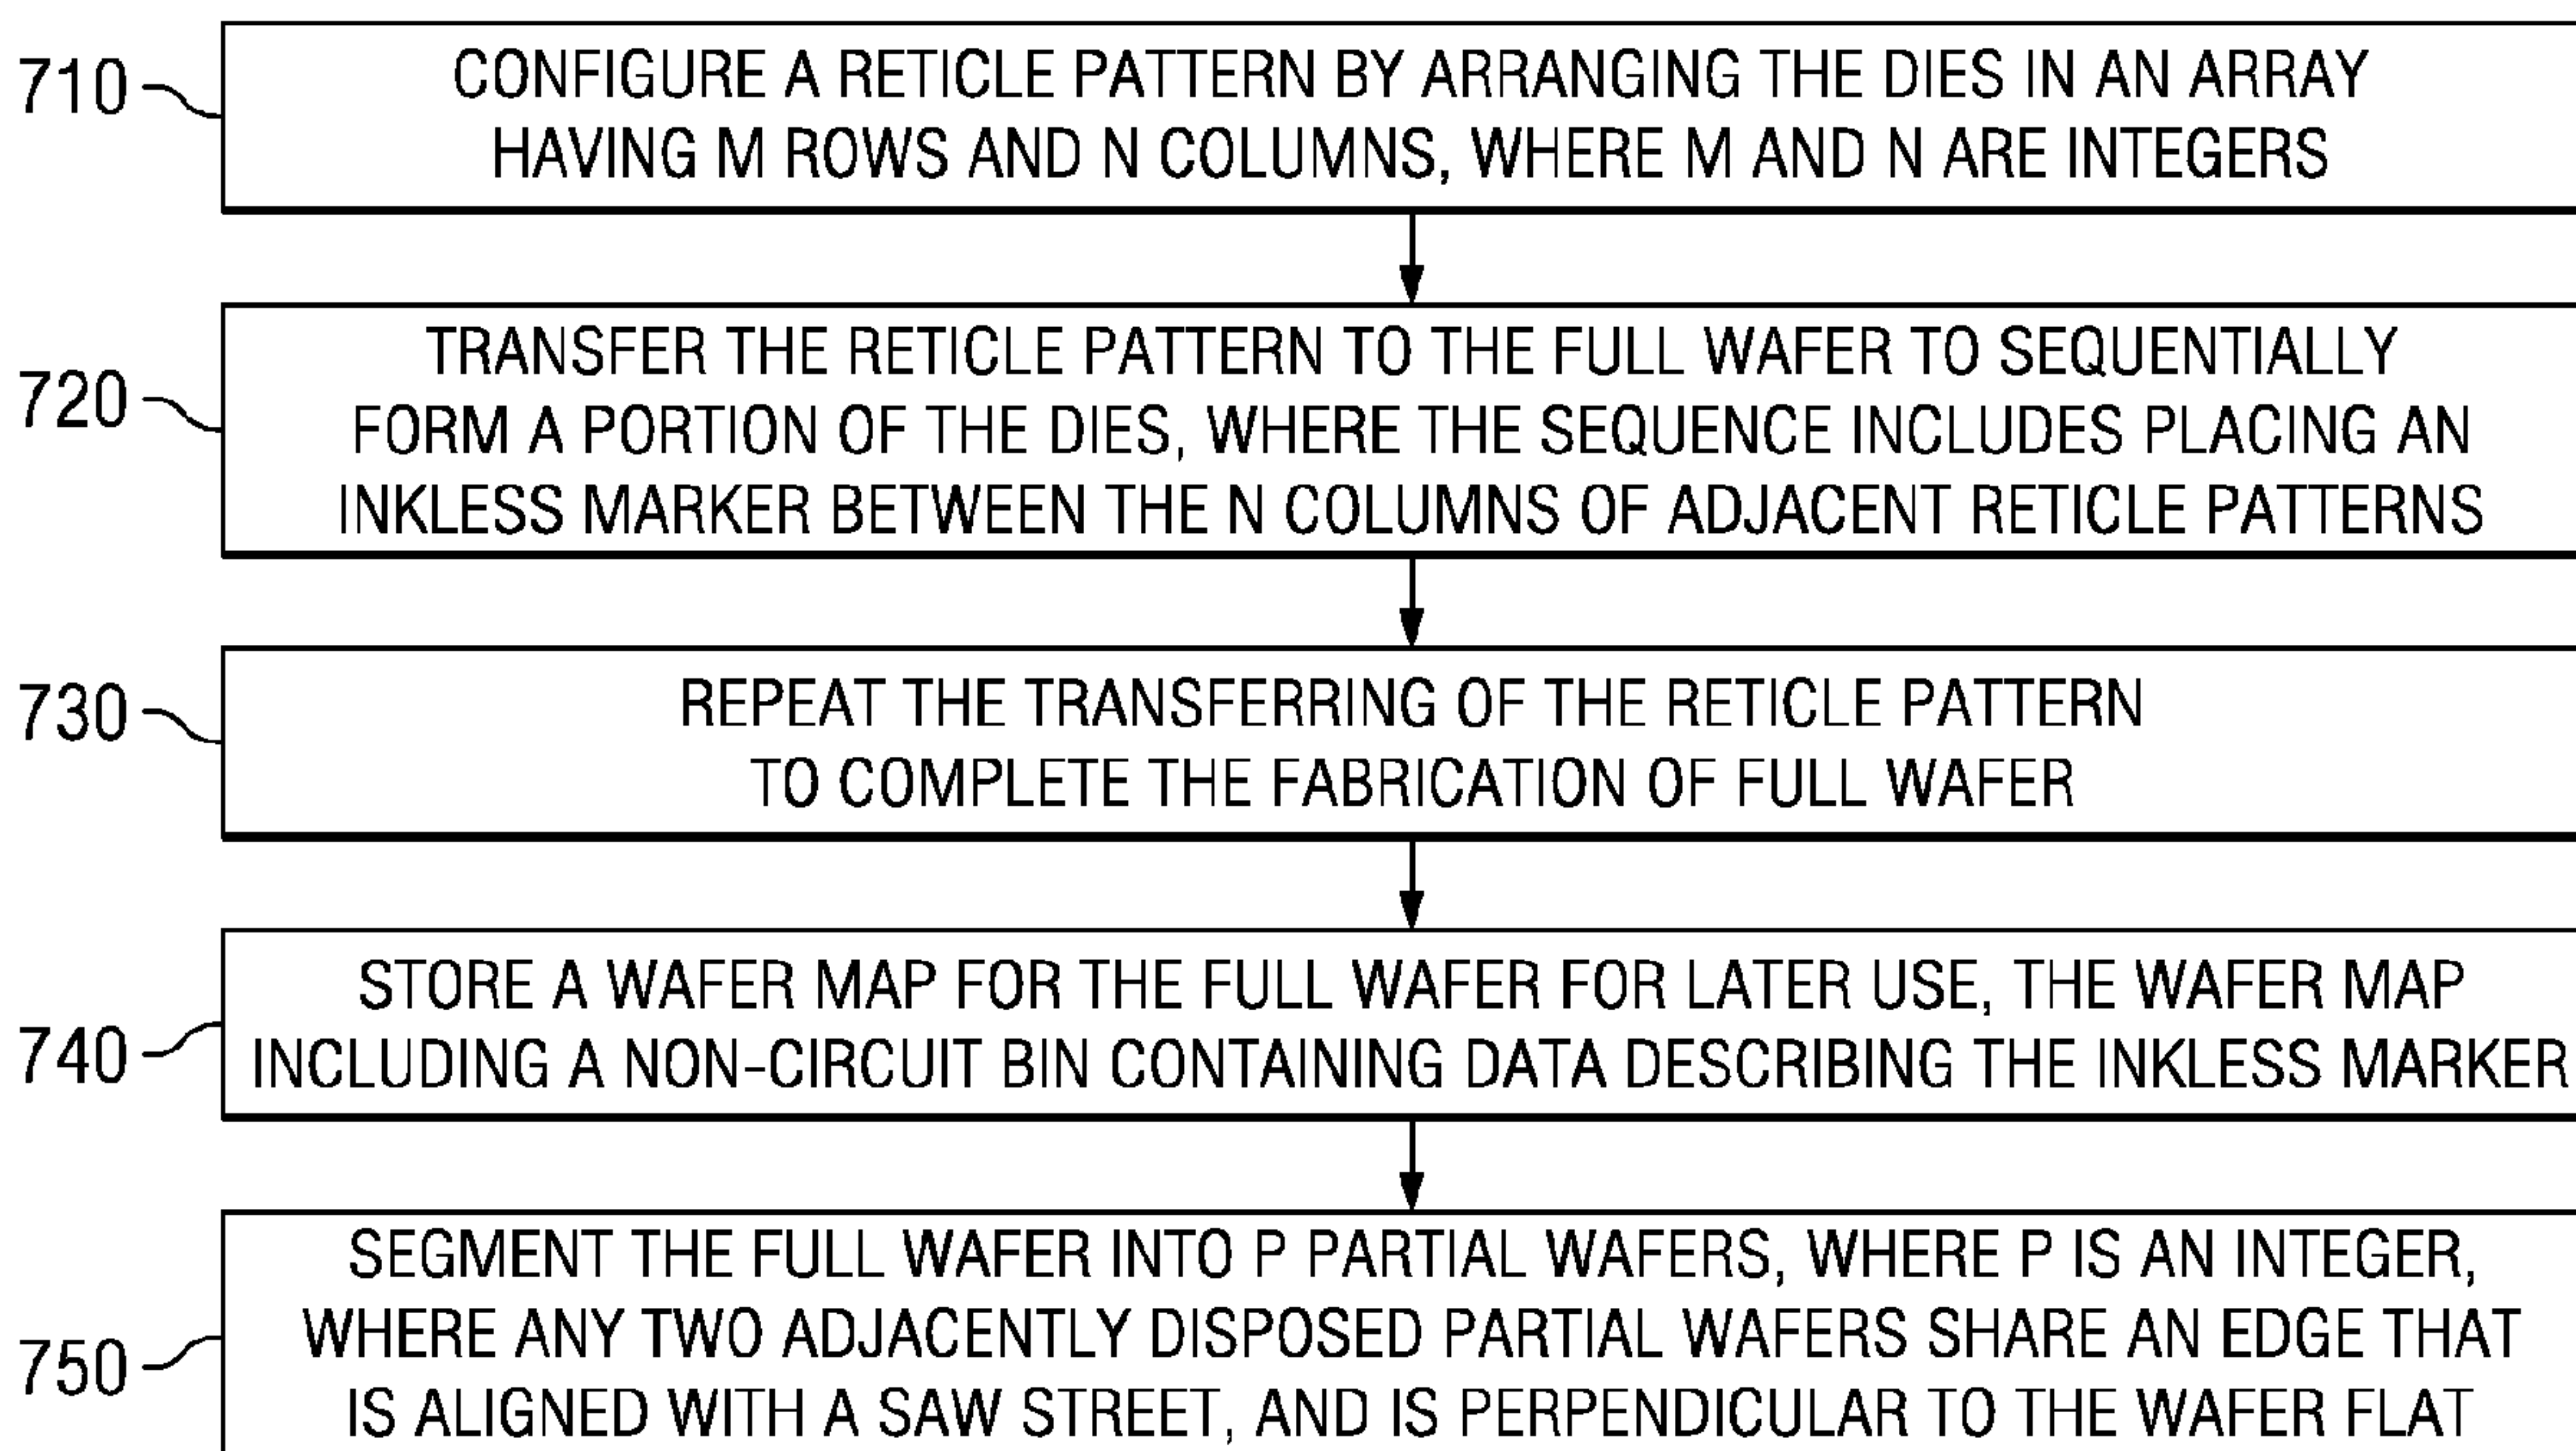 710
CONFIGURE A RETICLE PATTERN BY ARRANGING THE DIES IN AN ARRAY
HAVING M ROWS AND N COLUMNS, WHERE M AND N ARE INTEGERS
720
TRANSFER THE RETICLE PATTERN TO THE FULL WAFER TO SEQUENTIALLY
FORM A PORTION OF THE DIES, WHERE THE SEQUENCE INCLUDES PLACING AN
INKLESS MARKER BETWEEN THE N COLUMNS OF ADJACENT RETICLE PATTERNS
730
REPEAT THE TRANSFERRING OF THE RETICLE PATTERN
TO COMPLETE THE FABRICATION OF FULL WAFER
740
STORE A WAFER MAP FOR THE FULL WAFER FOR LATER USE, THE WAFER MAP
INCLUDING A NON-CIRCUIT BIN CONTAINING DATA DESCRIBING THE INKLESS MARKER
750
SEGMENT THE FULL WAFER INTO P PARTIAL WAFERS, WHERE P IS AN INTEGER,
WHERE ANY TWO ADJACENTLY DISPOSED PARTIAL WAFERS SHARE AN EDGE THAT
IS ALIGNED WITH A SAW STREET, AND IS PERPENDICULAR TO THE WAFER FLAT